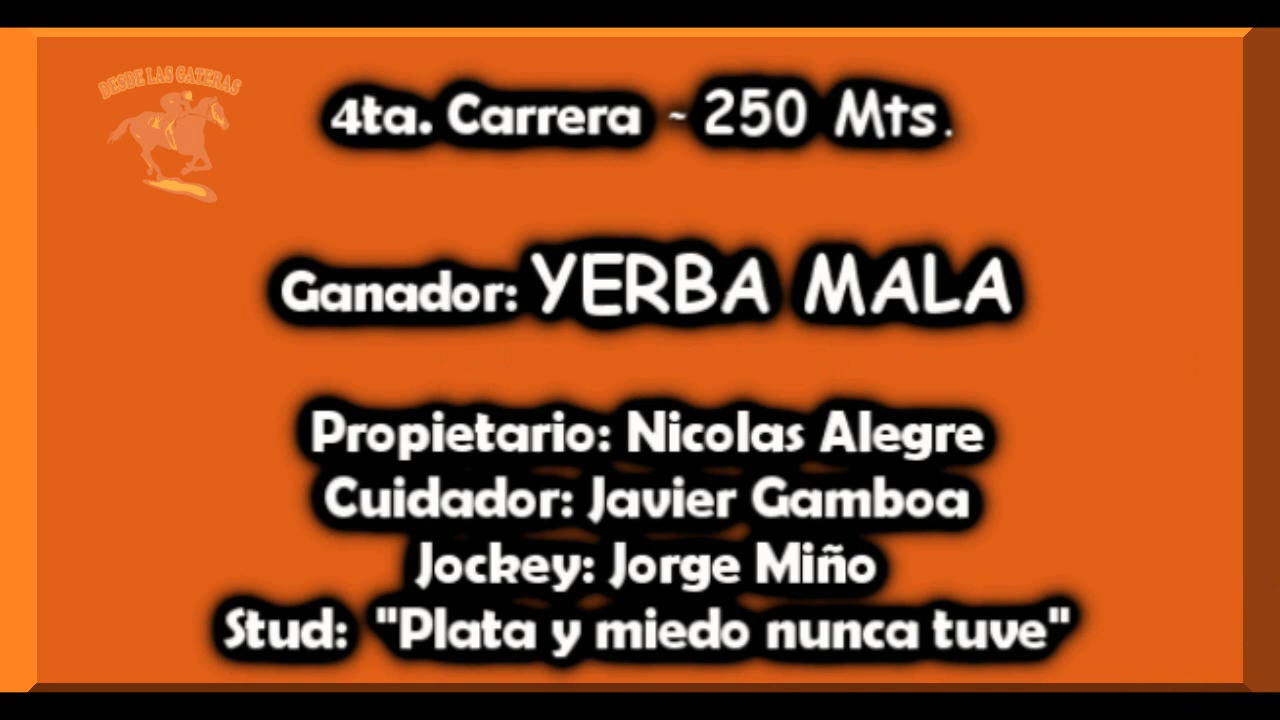 DESDE LAS GATERAS
4ta. Carrera ~ 250 Mts.
Ganador: YERBA MALA
Propietario: Nicolas Alegre
Cuidador: Javier Gamboa
Jockey: Jorge Miño
Stud: "Plata y miedo nunca tuve"